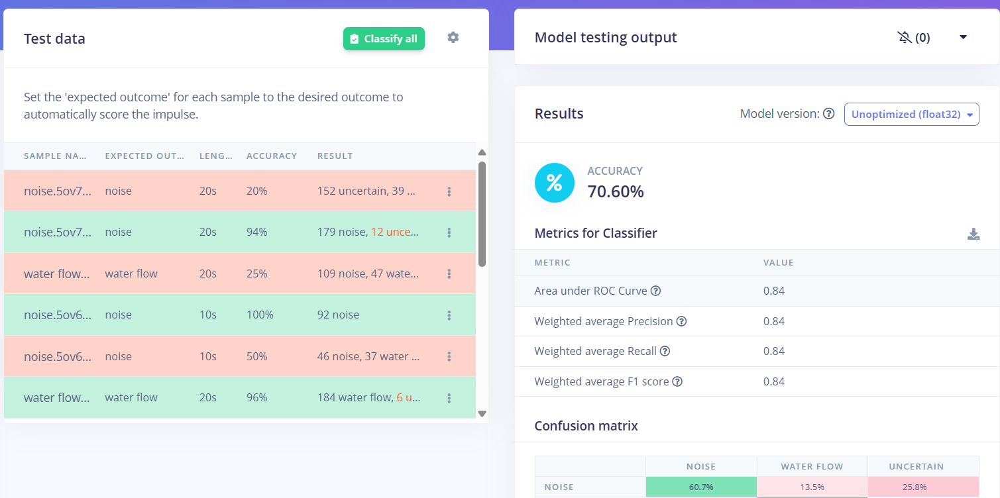 Test data
Classify all
Set the 'expected outcome' for each sample to the desired outcome to
automatically score the impulse.
SAMPLE NA... EXPECTED OUT... LENG... ACCURACY RESULT
noise.5ov7... noise 20s 20% 152 uncertain, 39 ...
noise.5ov7... noise 20s 94% 179 noise, 12 unce...
water flow... water flow 20s 25% 109 noise, 47 wate...
noise.5ov6... noise 10s 100% 92 noise
noise.5ov6... noise 10s 50% 46 noise, 37 water ...
water flow... water flow 20s 96% 184 water flow, 6 u...
Model testing output
(0)
Results
Model version: ? Unoptimized (float32)
%
ACCURACY
70.60%
Metrics for Classifier
METRIC VALUE
Area under ROC Curve ? 0.84
Weighted average Precision ? 0.84
Weighted average Recall ? 0.84
Weighted average F1 score ? 0.84
Confusion matrix
NOISE WATER FLOW UNCERTAIN
NOISE 60.7% 13.5% 25.8%